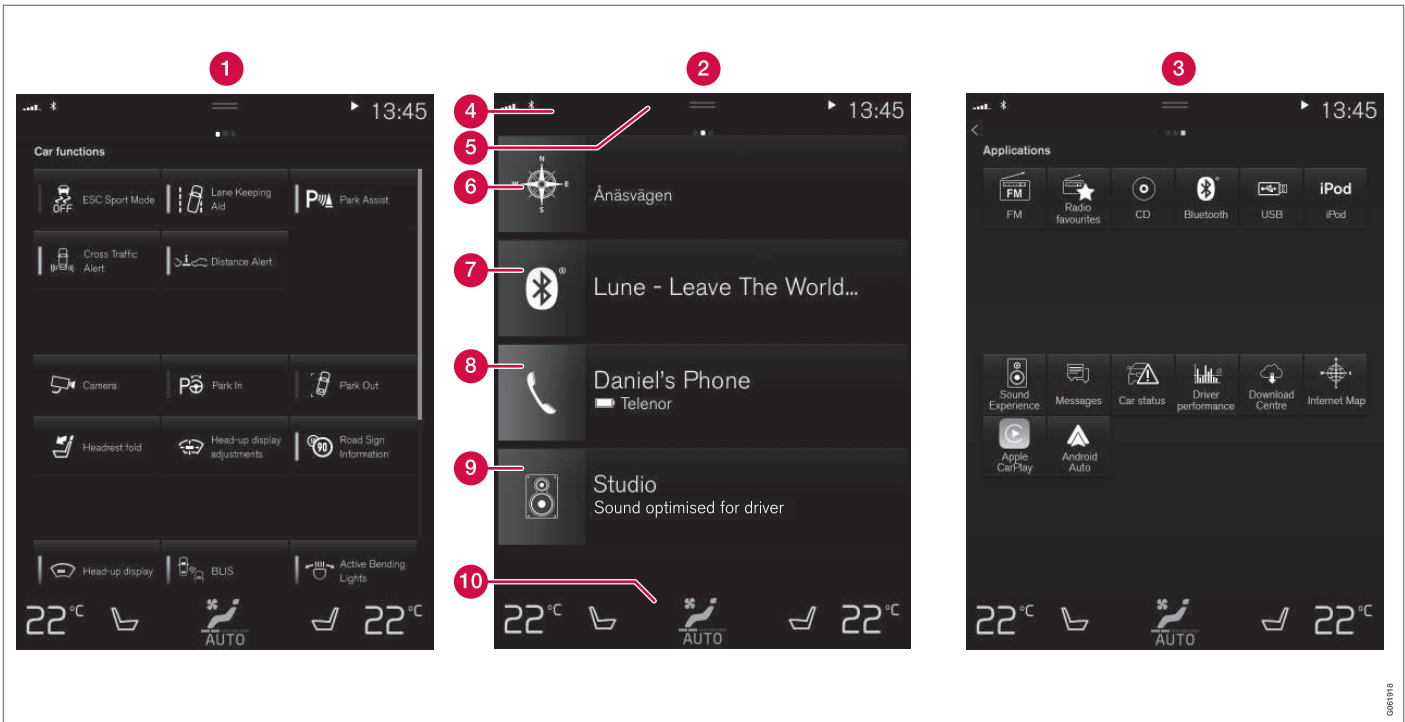 1
2
3
13:45
Car functions
ESC Sport Mode
OFF
Lane Keeping
Aid
P
Park Assist
Cross Traffic
Alert
Distance Alert
Camera
P
Park In
Park Out
Headrest fold
Head-up display
adjustments
90
Road Sign
Information
Head-up display
BLIS
Active Bending
Lights
22°C
AUTO
22°C
4
5
6
7
8
9
10
13:45
N
W
E
S
Ånäsvägen
®
Lune - Leave The World...
Daniel's Phone
Telenor
Studio
Sound optimised for driver
22°C
AUTO
22°C
13:45
Applications
FM
FM
Radio
favourites
CD
Bluetooth
USB
iPod
iPod
Sound
Experience
Messages
Car status
Driver
performance
Download
Centre
Internet Map
Apple
CarPlay
Android
Auto
22°C
AUTO
22°C
G061918